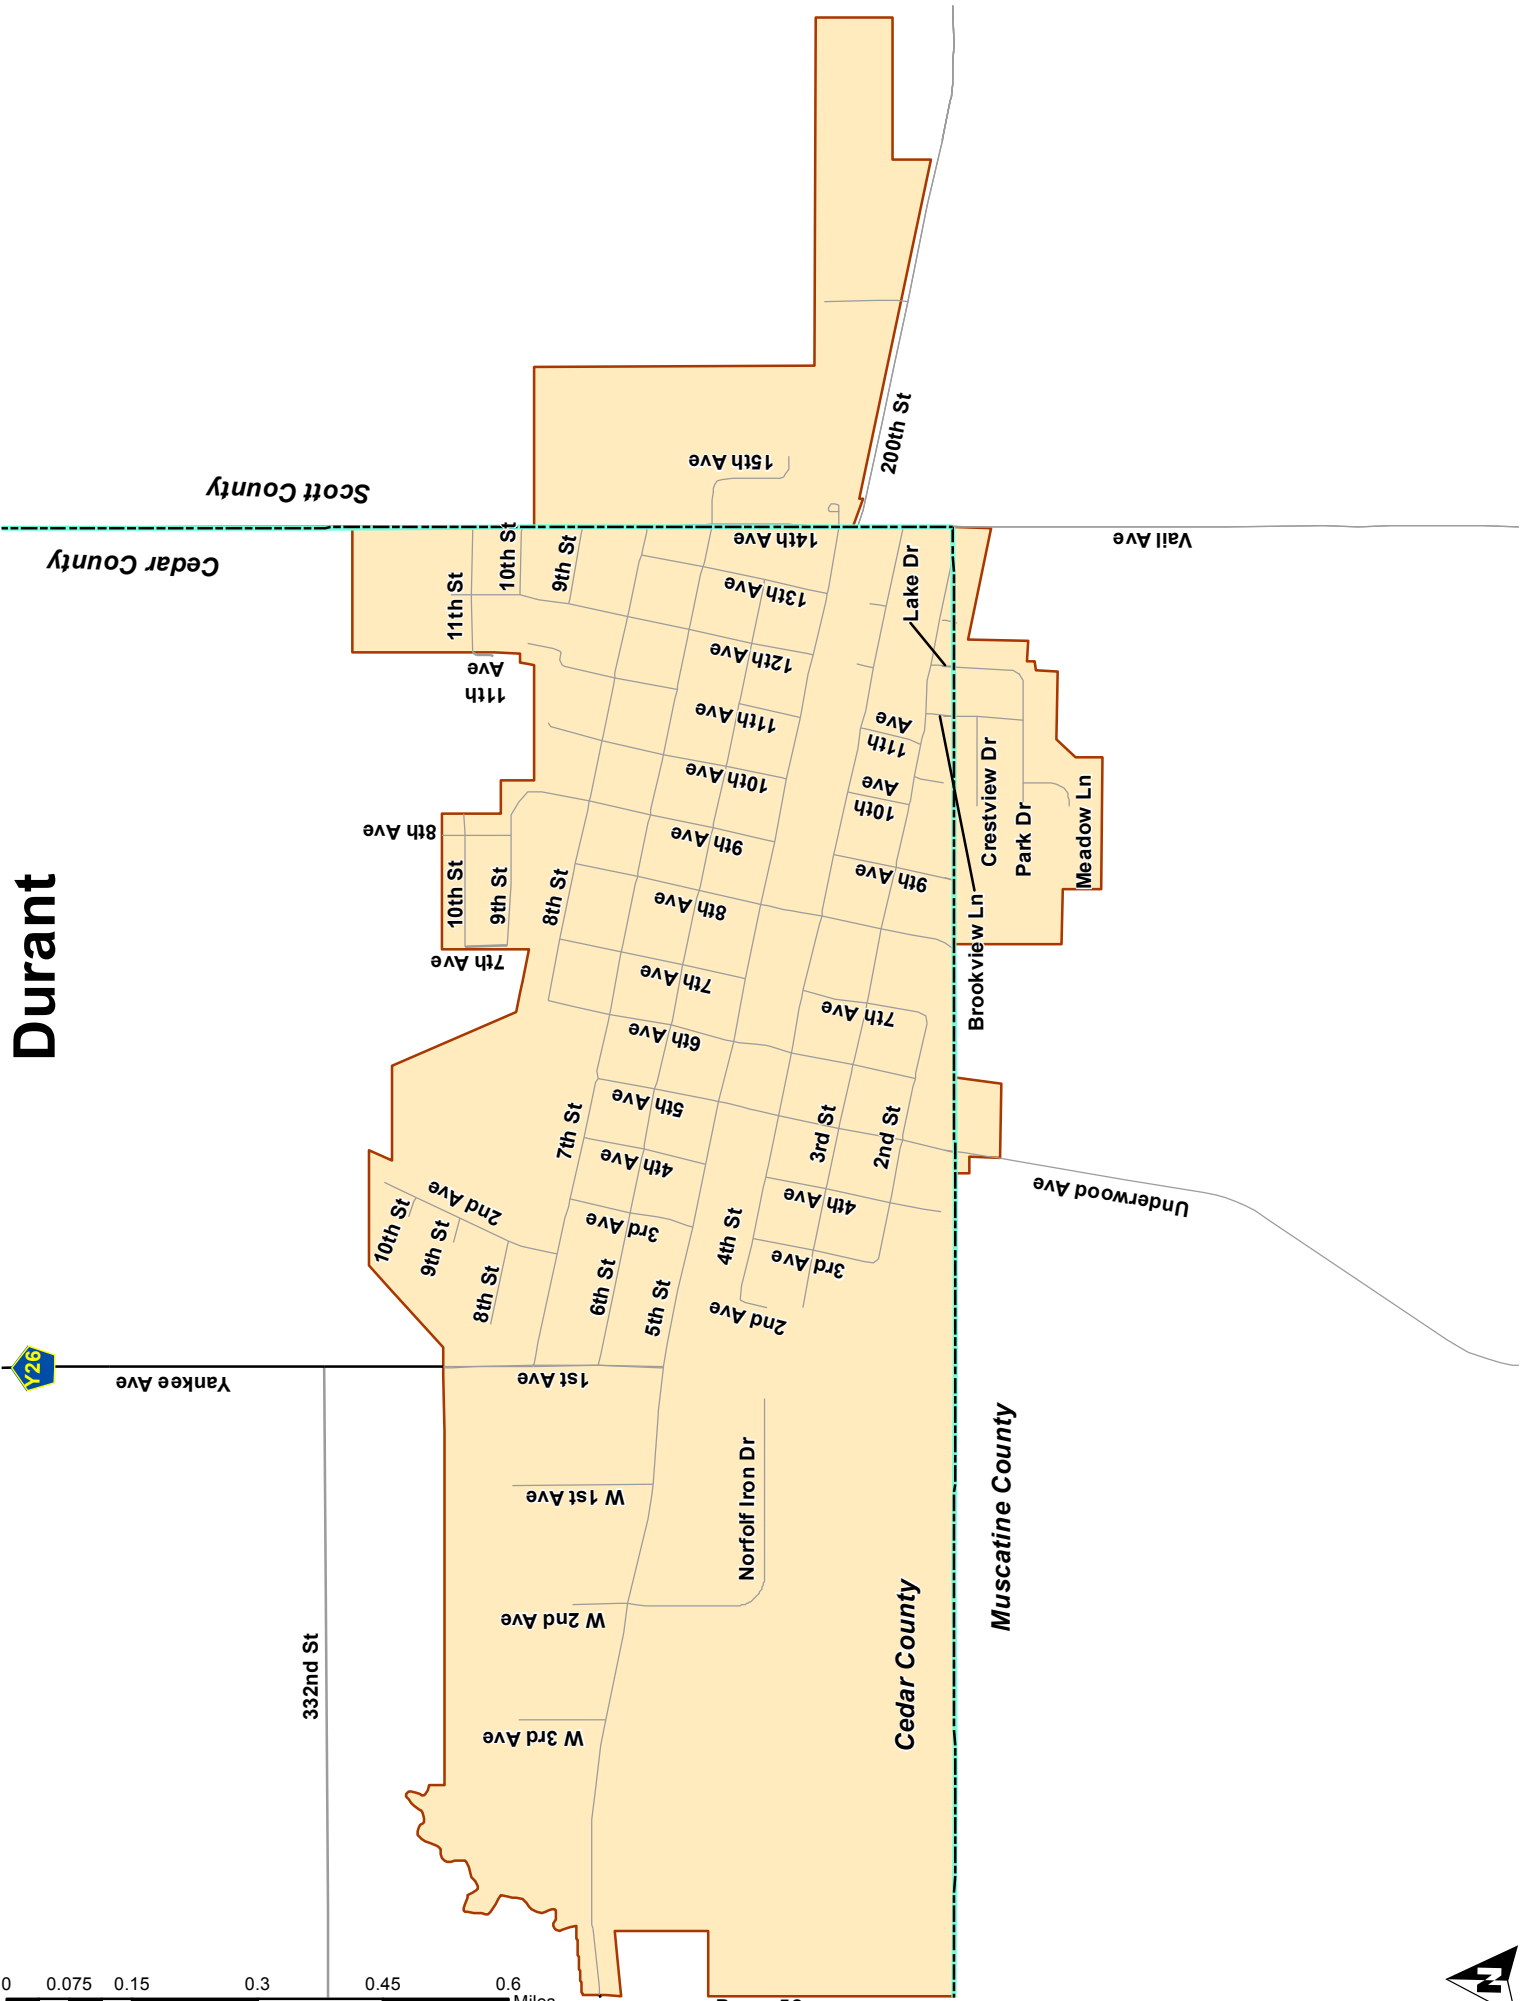 Durant
Scott County
Cedar County
Y26
Yankee Ave
332nd St
200th St
15th Ave
14th Ave
Vail Ave
10th St
9th St
11th St
13th Ave
Lake Dr
12th Ave
Ave
11th
11th Ave
Ave
11th
10th Ave
Ave
10th
8th Ave
9th Ave
9th Ave
Crestview Dr
Park Dr
Meadow Ln
10th St
9th St
8th St
8th Ave
7th Ave
7th Ave
7th Ave
Brookview Ln
6th Ave
5th Ave
7th St
4th Ave
3rd St
2nd St
4th Ave
Underwood Ave
2nd Ave
10th St
9th St
8th St
3rd Ave
4th St
3rd Ave
6th St
5th St
2nd Ave
1st Ave
W 1st Ave
Norfolf Iron Dr
W 2nd Ave
W 3rd Ave
Cedar County
Muscatine County
0 0.075 0.15 0.3 0.45 0.6
Miles
N